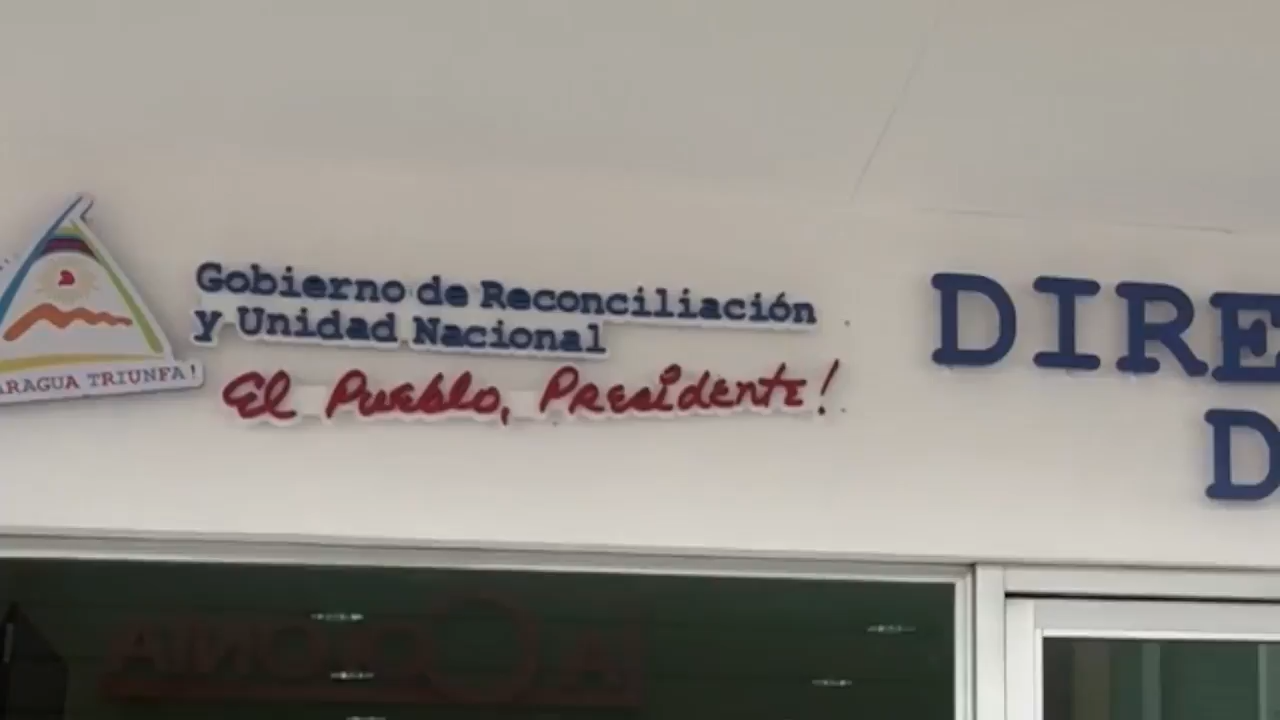 ARAGUA TRIUNFA!
Gobierno de Reconciliación
y Unidad Nacional
El Pueblo, Presidente!
DIRE
D